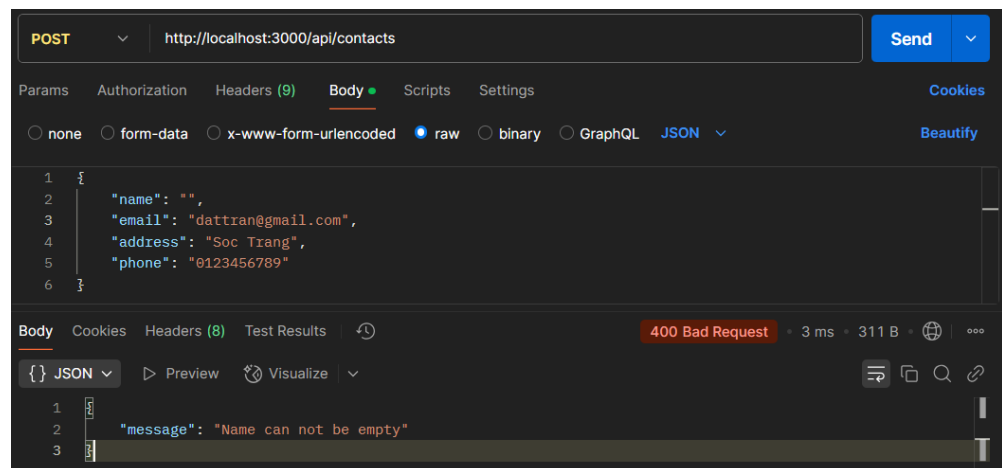 POST http://localhost:3000/api/contacts Send
Params Authorization Headers (9) Body Scripts Settings Cookies
none form-data x-www-form-urlencoded raw binary GraphQL JSON Beautify
1 {
2 "name": "",
3 "email": "dattran@gmail.com",
4 "address": "Soc Trang",
5 "phone": "0123456789"
6 }
Body Cookies Headers (8) Test Results 400 Bad Request • 3 ms • 311 B •
{} JSON Preview Visualize
1 {
2 "message": "Name can not be empty"
3 }